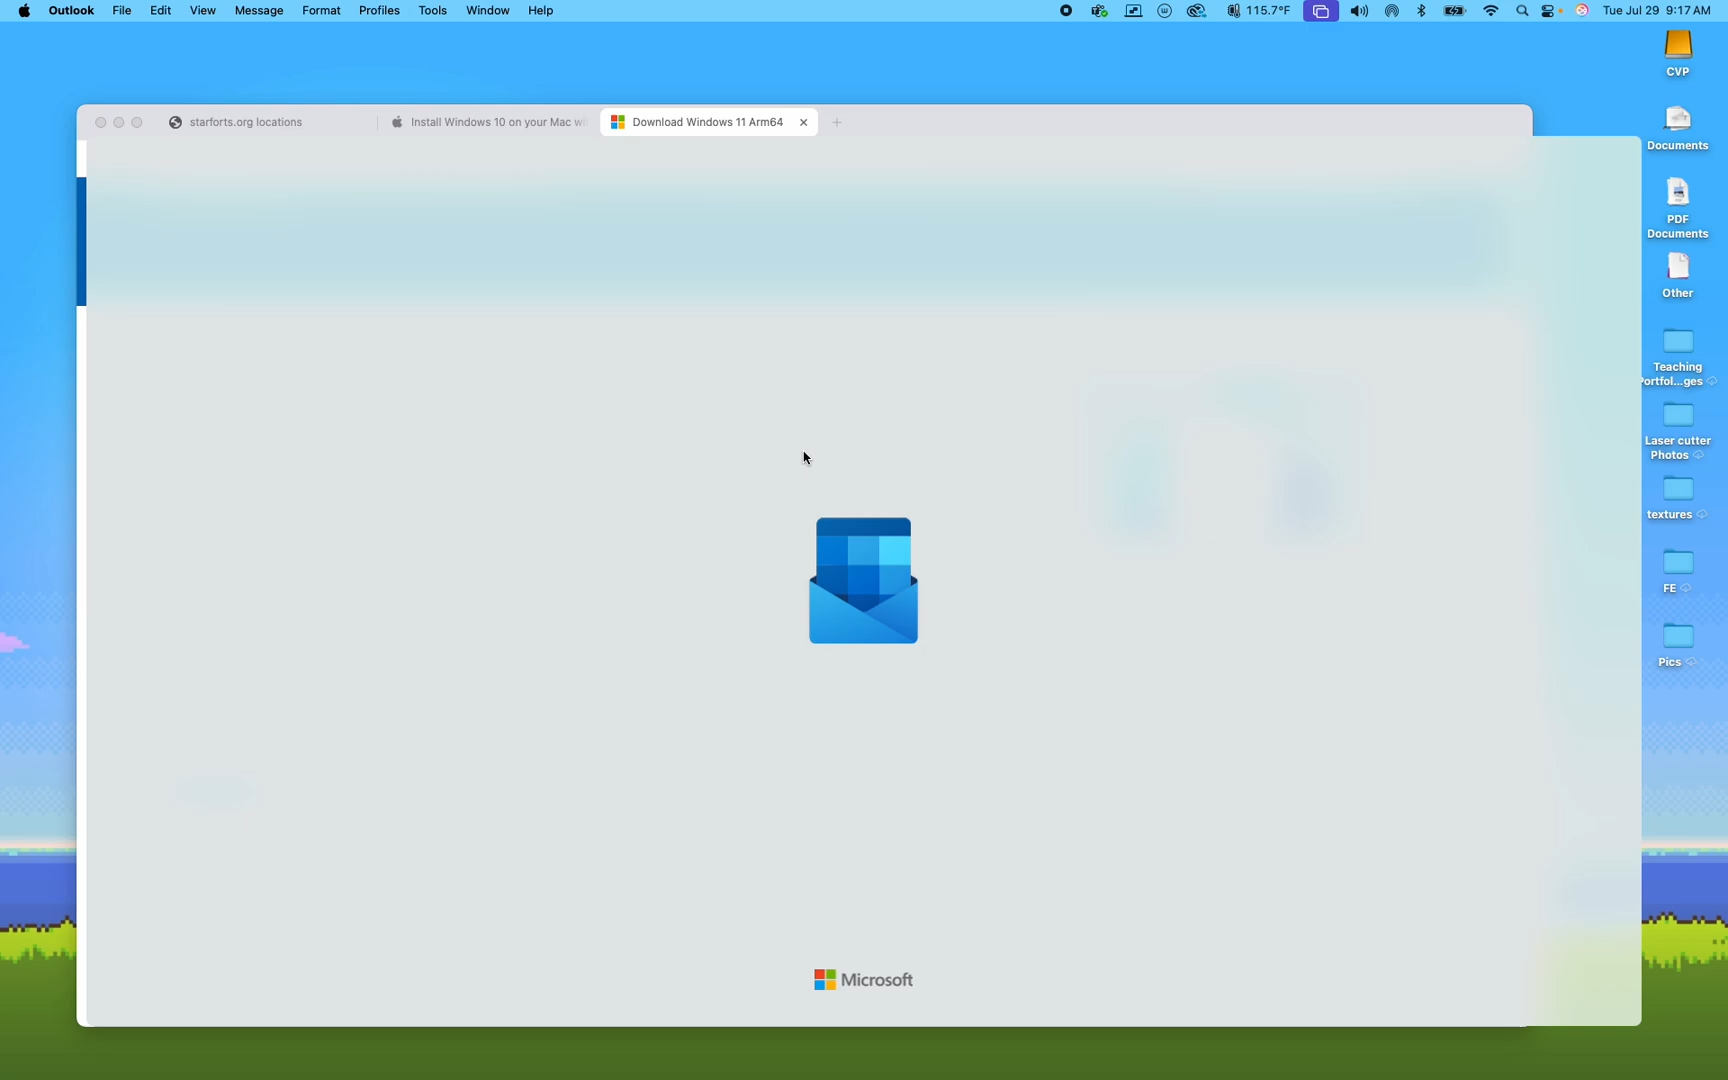 Outlook File Edit View Message Format Profiles Tools Window Help 115.7°F Tue Jul 29 9:17 AM
CVP
starforts.org locations Install Windows 10 on your Mac wi Download Windows 11 Arm64
Documents
PDF
Documents
Other
Teaching
Portfol...ges
Laser cutter
Photos
textures
FE
Pics
Microsoft